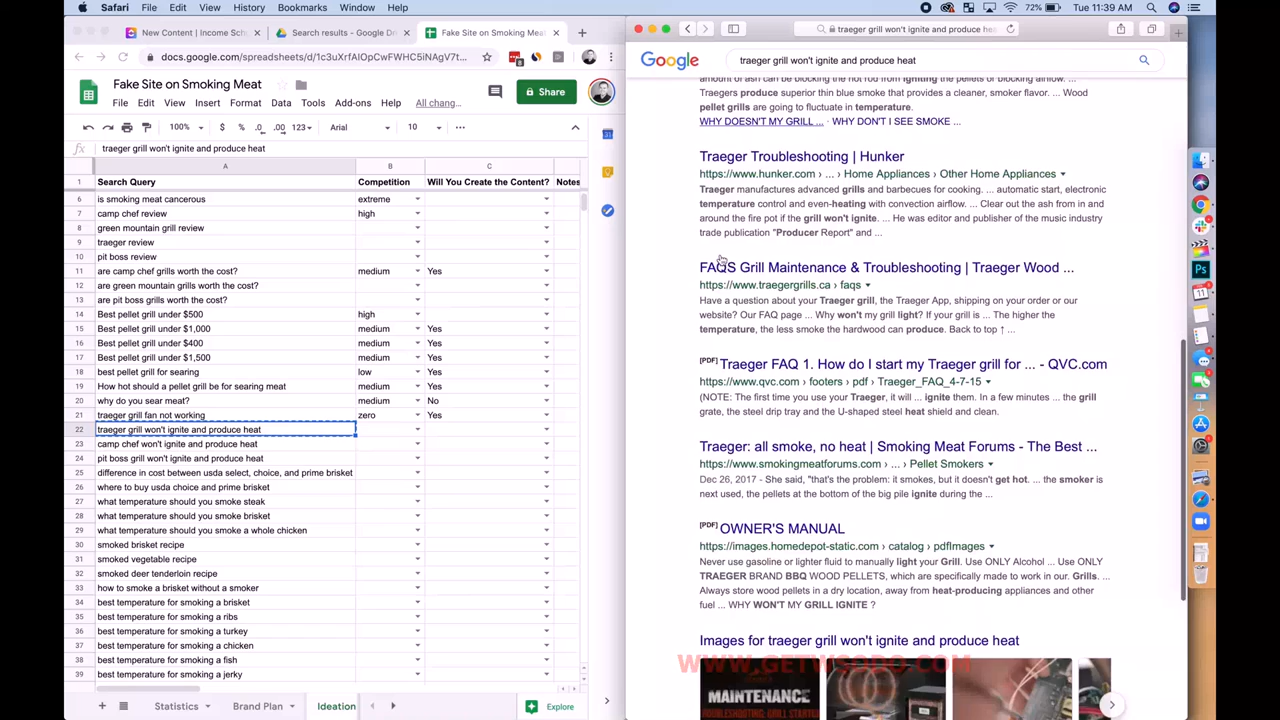 Safari File Edit View History Bookmarks Window Help
72% Tue 11:39 AM
New Content | Income Sch
Search results - Google Dri
Fake Site on Smoking Meat
docs.google.com/spreadsheets/d/1c3uXrfAIOpCwFWHC5iNAgV7t...
traeger grill won't ignite and produce hea
Fake Site on Smoking Meat
File Edit View Insert Format Data Tools Add-ons Help All chang...
Share
100% $ % .0 .00 123 Arial 10
fx traeger grill won't ignite and produce heat
A B C
1 Search Query Competition Will You Create the Content? Notes
6 is smoking meat cancerous extreme
7 camp chef review high
8 green mountain grill review
9 traeger review
10 pit boss review
11 are camp chef grills worth the cost? medium Yes
12 are green mountain grills worth the cost?
13 are pit boss grills worth the cost?
14 Best pellet grill under $500 high
15 Best pellet grill under $1,000 medium Yes
16 Best pellet grill under $400 medium Yes
17 Best pellet grill under $1,500 medium Yes
18 best pellet grill for searing low Yes
19 How hot should a pellet grill be for searing meat medium Yes
20 why do you sear meat? medium No
21 traeger grill fan not working zero Yes
22 traeger grill won't ignite and produce heat
23 camp chef won't ignite and produce heat
24 pit boss grill won't ignite and produce heat
25 difference in cost between usda select, choice, and prime brisket
26 where to buy usda choice and prime brisket
27 what temperature should you smoke steak
28 what temperature should you smoke brisket
29 what temperature should you smoke a whole chicken
30 smoked brisket recipe
31 smoked vegetable recipe
32 smoked deer tenderloin recipe
33 how to smoke a brisket without a smoker
34 best temperature for smoking a brisket
35 best temperature for smoking a ribs
36 best temperature for smoking a turkey
37 best temperature for smoking a chicken
38 best temperature for smoking a fish
39 best temperature for smoking a jerky
Statistics Brand Plan Ideation Explore
Google traeger grill won't ignite and produce heat
amount of ash can be blocking the hot rod from igniting the pellets or blocking airflow. ...
Traegers produce superior thin blue smoke that provides a cleaner, smoker flavor. ... Wood
pellet grills are going to fluctuate in temperature.
WHY DOESN'T MY GRILL ... · WHY DON'T I SEE SMOKE ...
Traeger Troubleshooting | Hunker
https://www.hunker.com › ... › Home Appliances › Other Home Appliances
Traeger manufactures advanced grills and barbecues for cooking. ... automatic start, electronic
temperature control and even-heating with convection airflow. ... Clear out the ash from in and
around the fire pot if the grill won't ignite. ... He was editor and publisher of the music industry
trade publication "Producer Report" and ...
FAQS Grill Maintenance & Troubleshooting | Traeger Wood ...
https://www.traegergrills.ca › faqs
Have a question about your Traeger grill, the Traeger App, shipping on your order or our
website? Our FAQ page ... Why won't my grill light? If your grill is ... The higher the
temperature, the less smoke the hardwood can produce. Back to top ↑ ...
[PDF] Traeger FAQ 1. How do I start my Traeger grill for ... - QVC.com
https://www.qvc.com › footers › pdf › Traeger_FAQ_4-7-15
(NOTE: The first time you use your Traeger, it will ... ignite them. In a few minutes ... the grill
grate, the steel drip tray and the U-shaped steel heat shield and clean.
Traeger: all smoke, no heat | Smoking Meat Forums - The Best ...
https://www.smokingmeatforums.com › ... › Pellet Smokers
Dec 26, 2017 - She said, "that's the problem: it smokes, but it doesn't get hot. ... the smoker is
next used, the pellets at the bottom of the big pile ignite during the ...
[PDF] OWNER'S MANUAL
https://images.homedepot-static.com › catalog › pdfImages
Never use gasoline or lighter fluid to manually light your Grill. Use ONLY Alcohol ... Use ONLY
TRAEGER BRAND BBQ WOOD PELLETS, which are specifically made to work in our. Grills. ...
Always store wood pellets in a dry location, away from heat-producing appliances and other
fuel ... WHY WON'T MY GRILL IGNITE ?
Images for traeger grill won't ignite and produce heat
MAINTENANCE